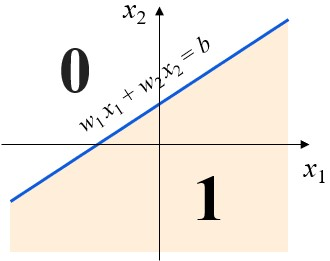 x₂
0
w₁x₁ + w₂x₂ = b
x₁
1